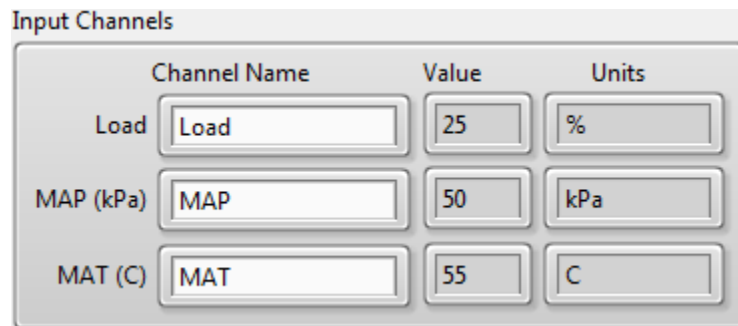 Input Channels
Channel Name Value Units
Load Load 25 %
MAP (kPa) MAP 50 kPa
MAT (C) MAT 55 C